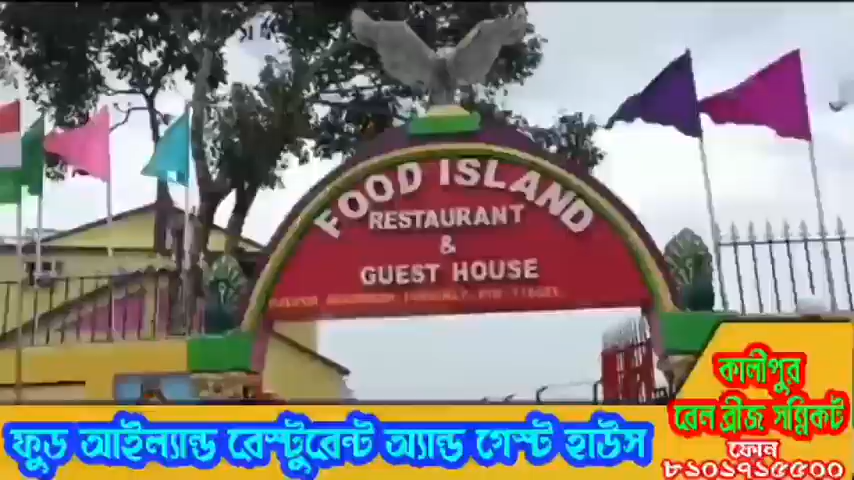 FOOD ISLAND
RESTAURANT
&
GUEST HOUSE
ফুড আইল্যান্ড রেস্টুরেন্ট অ্যান্ড গেস্ট হাউস
কালীপুর
রেল ব্রীজ সন্নিকট
ফোন
৮১০১৭১৫৫০০